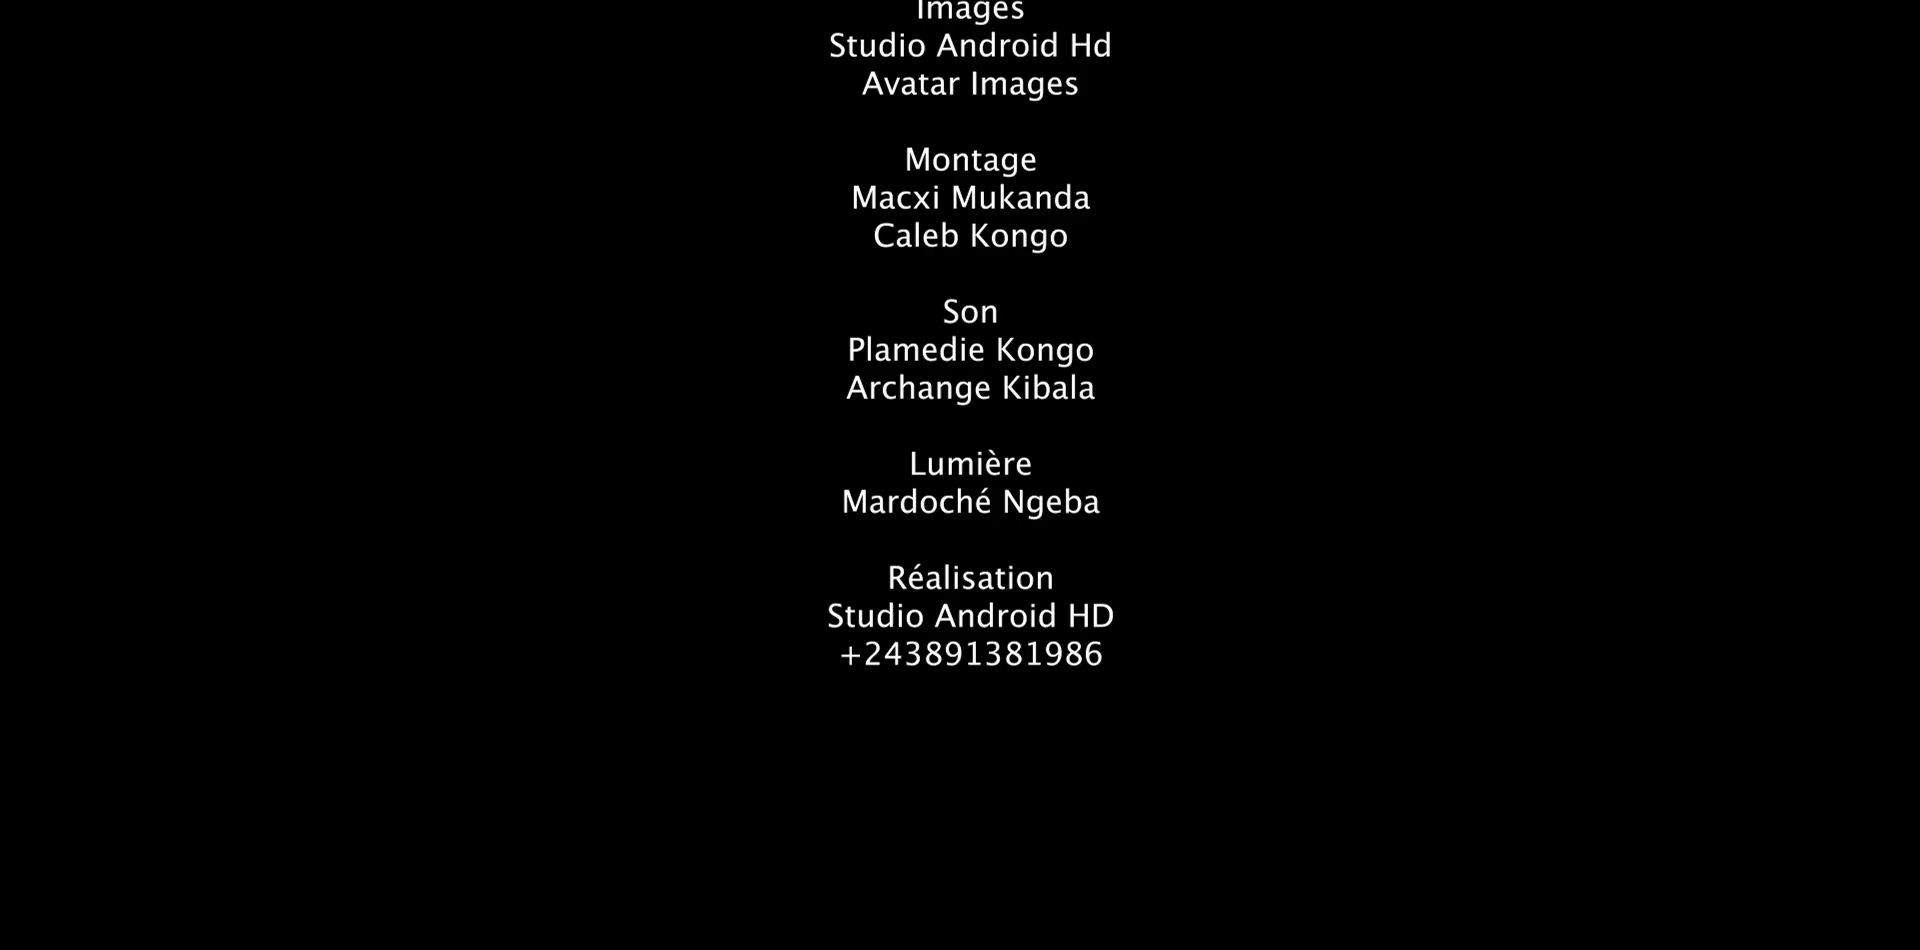 Images
Studio Android Hd
Avatar Images
Montage
Macxi Mukanda
Caleb Kongo
Son
Plamedie Kongo
Archange Kibala
Lumière
Mardoché Ngeba
Réalisation
Studio Android HD
+243891381986